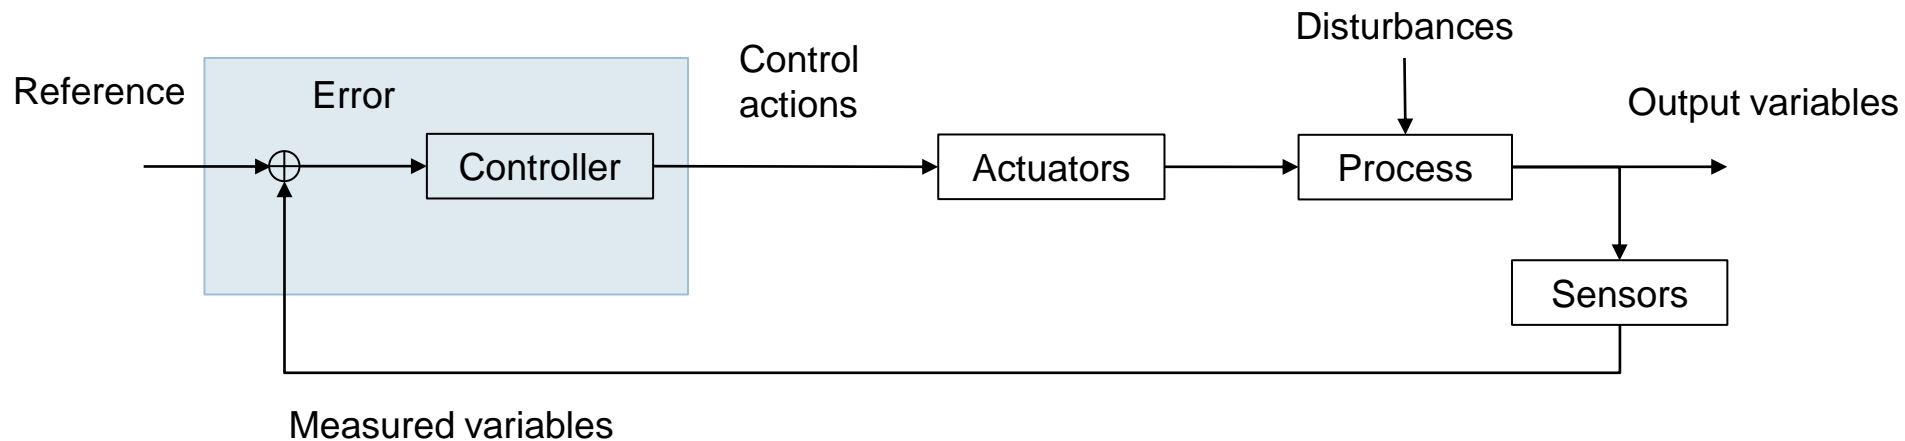 Disturbances
Reference
Error
Control
actions
Output variables
Controller
Actuators
Process
Sensors
Measured variables